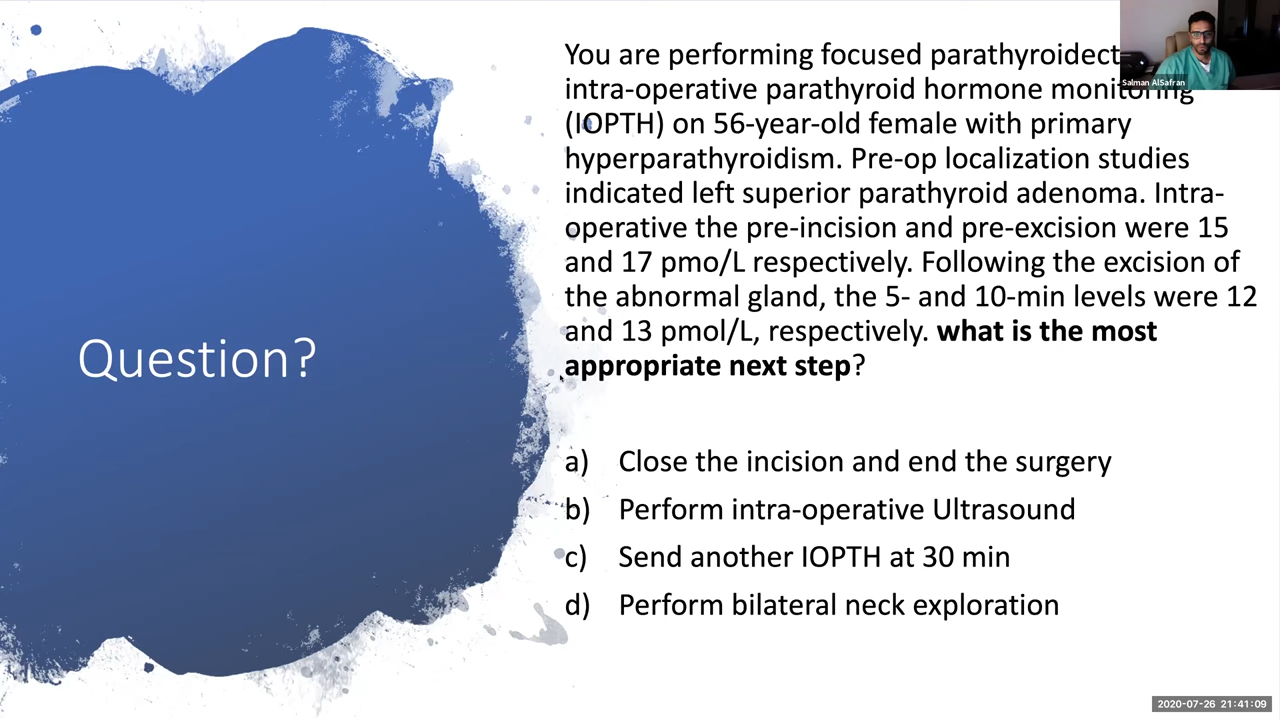 Question?
You are performing focused parathyroidect
intra-operative parathyroid hormone monitoring
(IOPTH) on 56-year-old female with primary
hyperparathyroidism. Pre-op localization studies
indicated left superior parathyroid adenoma. Intra-
operative the pre-incision and pre-excision were 15
and 17 pmo/L respectively. Following the excision of
the abnormal gland, the 5- and 10-min levels were 12
and 13 pmol/L, respectively. what is the most
appropriate next step?
a) Close the incision and end the surgery
b) Perform intra-operative Ultrasound
c) Send another IOPTH at 30 min
d) Perform bilateral neck exploration
Salman AlSafran
2020-07-26 21:41:09